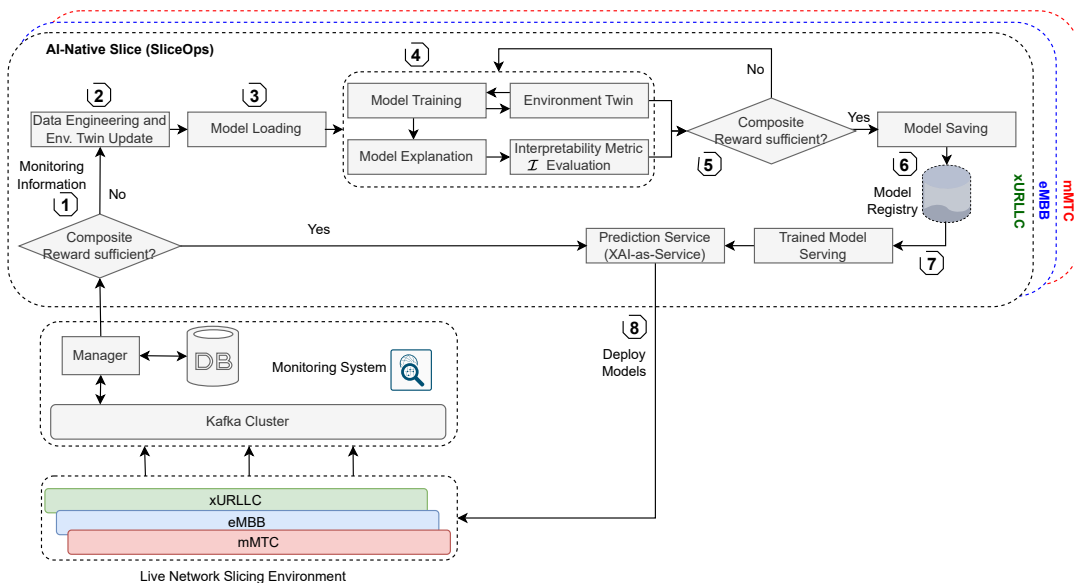 AI-Native Slice (SliceOps)
4
No
2
3
Data Engineering and
Env. Twin Update
Model Loading
Model Training
Environment Twin
Composite
Reward sufficient?
Yes
Model Saving
Model Explanation
Interpretability Metric
I Evaluation
5
6
Monitoring
Information
1
No
Model
Registry
xURLLC
eMBB
mMTC
Composite
Reward sufficient?
Yes
Prediction Service
(XAI-as-Service)
Trained Model
Serving
7
8
Deploy
Models
Manager
DB
Monitoring System
Kafka Cluster
xURLLC
eMBB
mMTC
Live Network Slicing Environment